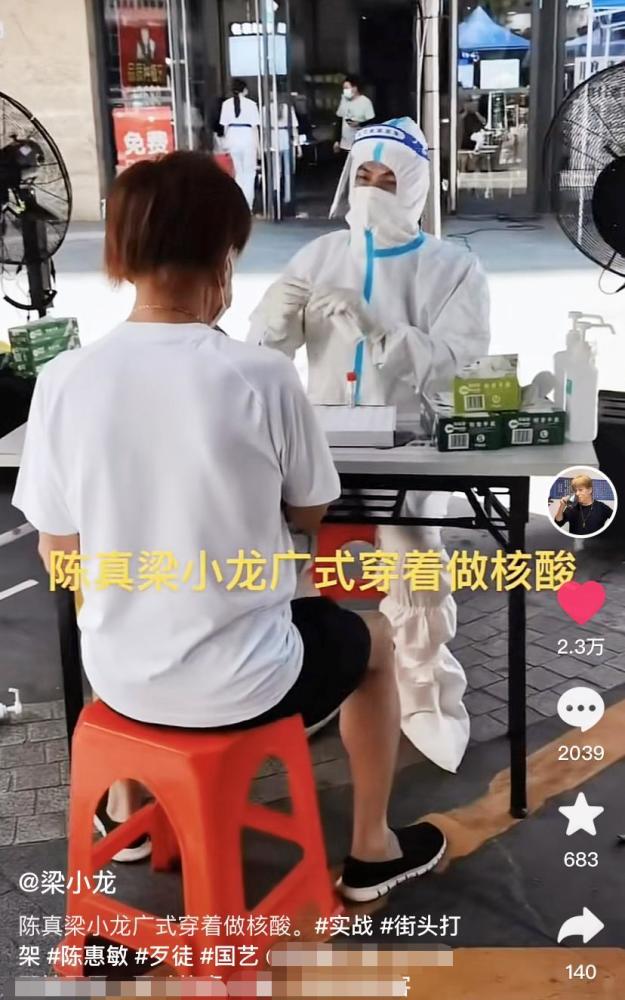 免费
陈真梁小龙广式穿着做核酸
2.3万
2039
683
140
@梁小龙
陈真梁小龙广式穿着做核酸。#实战 #街头打
架 #陈惠敏 #歹徒 #国艺